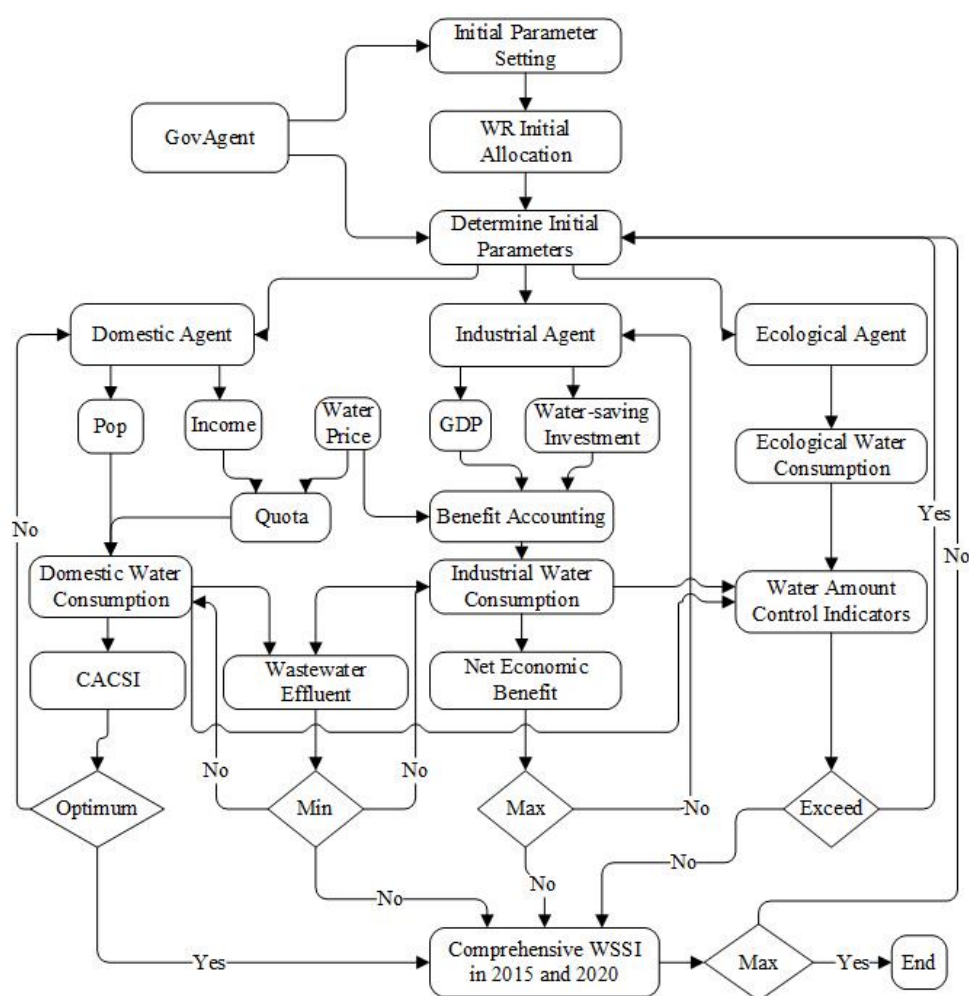 Initial Parameter
Setting
GovAgent
WR Initial
Allocation
Determine Initial
Parameters
Domestic Agent
Industrial Agent
Ecological Agent
Pop
Income
Water
Price
GDP
Water-saving
Investment
Ecological Water
Consumption
No
Quota
Benefit Accounting
Yes
No
Domestic Water
Consumption
Industrial Water
Consumption
Water Amount
Control Indicators
CACSI
Wastewater
Effluent
Net Economic
Benefit
No
No
Optimum
Min
Max
No
Exceed
No
No
No
Yes
Comprehensive WSSI
in 2015 and 2020
Max
Yes
End